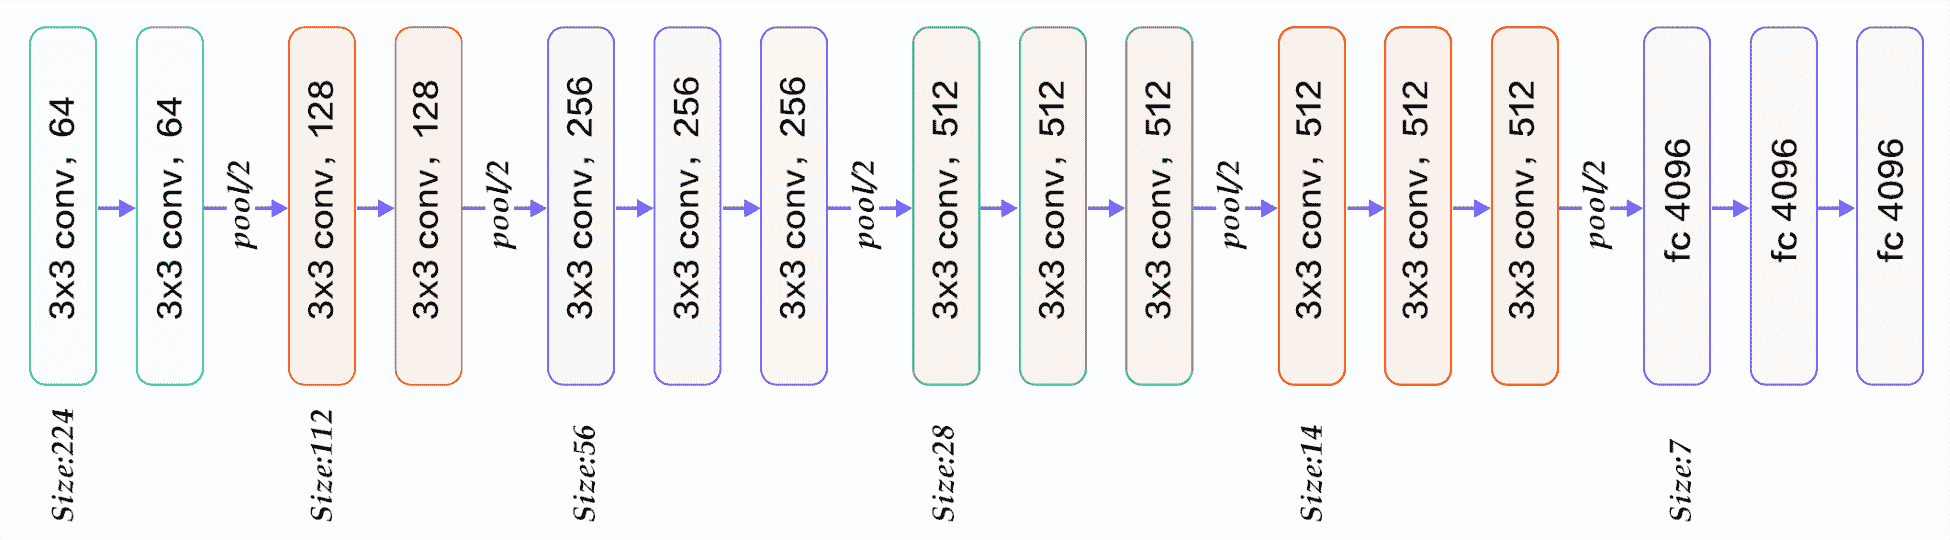 3x3 conv, 64
3x3 conv, 64
pool/2
3x3 conv, 128
3x3 conv, 128
pool/2
3x3 conv, 256
3x3 conv, 256
3x3 conv, 256
pool/2
3x3 conv, 512
3x3 conv, 512
3x3 conv, 512
pool/2
3x3 conv, 512
3x3 conv, 512
3x3 conv, 512
pool/2
fc 4096
fc 4096
fc 4096
Size:224
Size:112
Size:56
Size:28
Size:14
Size:7